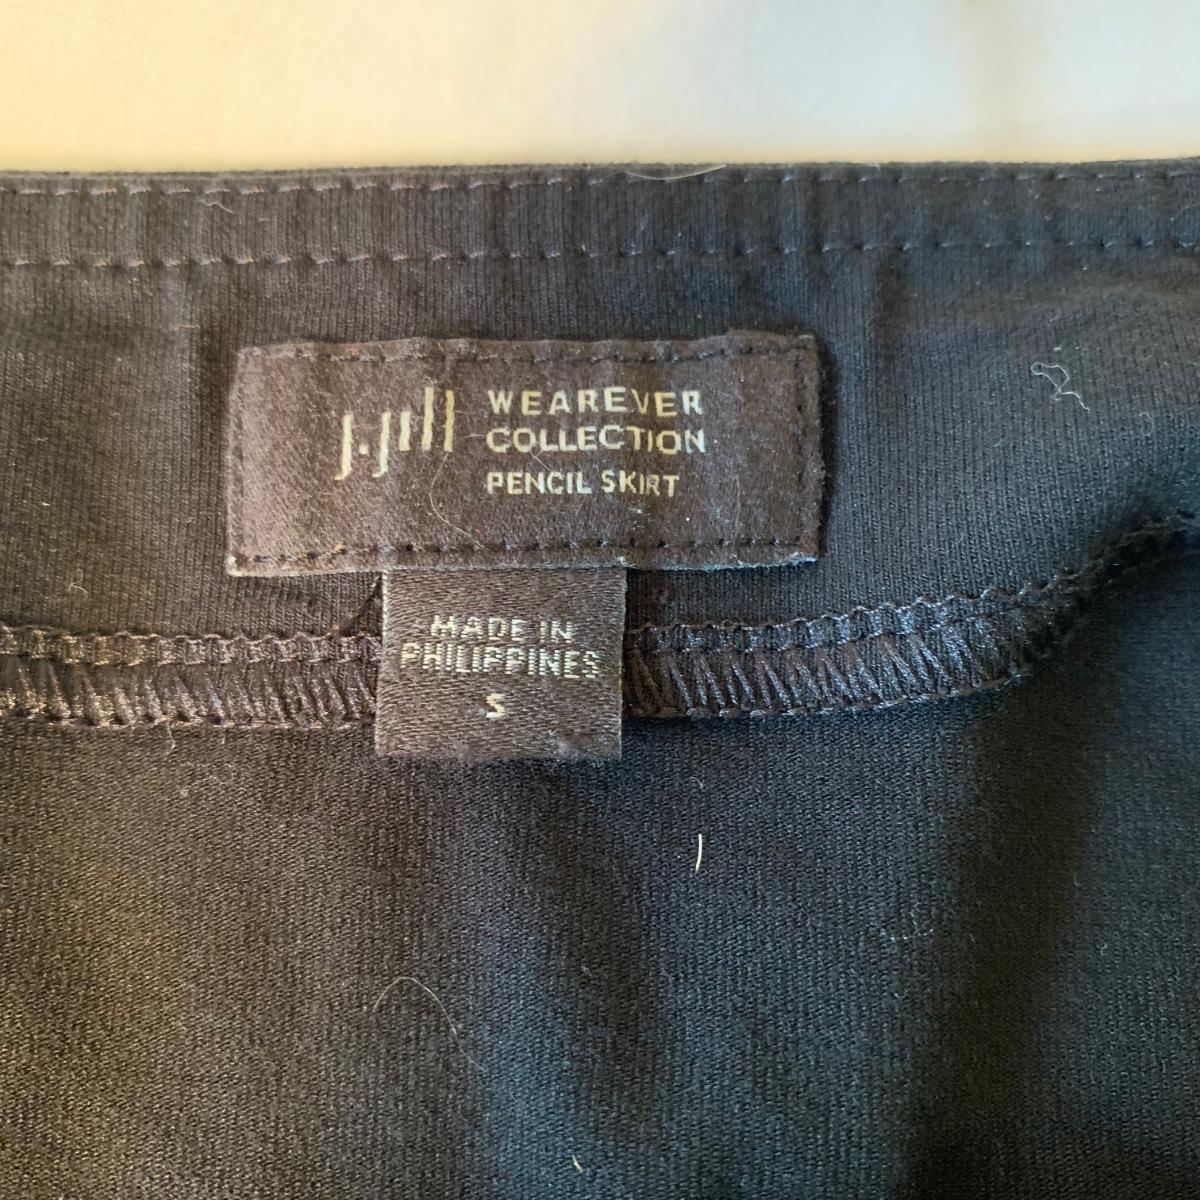 J.Jill
WEAREVER
COLLECTION
PENCIL SKIRT
MADE IN
PHILIPPINES
S